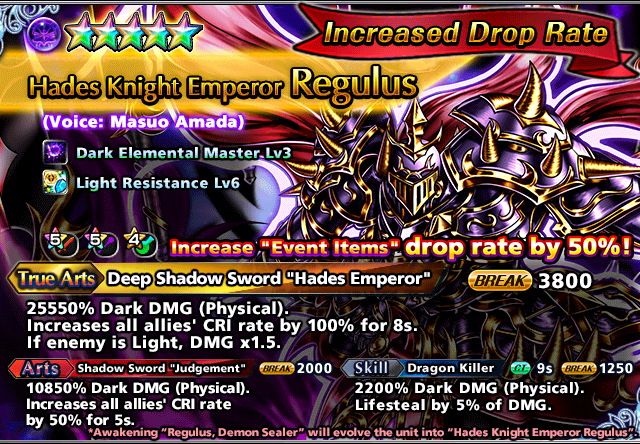 Increased Drop Rate
Hades Knight Emperor Regulus
(Voice: Masuo Amada)
Dark Elemental Master Lv3
Light Resistance Lv6
5 5 4
Increase "Event Items" drop rate by 50%!
True Arts Deep Shadow Sword "Hades Emperor" BREAK 3800
25550% Dark DMG (Physical).
Increases all allies' CRI rate by 100% for 8s.
If enemy is Light, DMG x1.5.
Arts Shadow Sword "Judgement" BREAK 2000
10850% Dark DMG (Physical).
Increases all allies' CRI rate
by 50% for 5s.
Skill Dragon Killer CT 9s BREAK 1250
2200% Dark DMG (Physical).
Lifesteal by 5% of DMG.
*Awakening "Regulus, Demon Sealer" will evolve the unit into "Hades Knight Emperor Regulus".